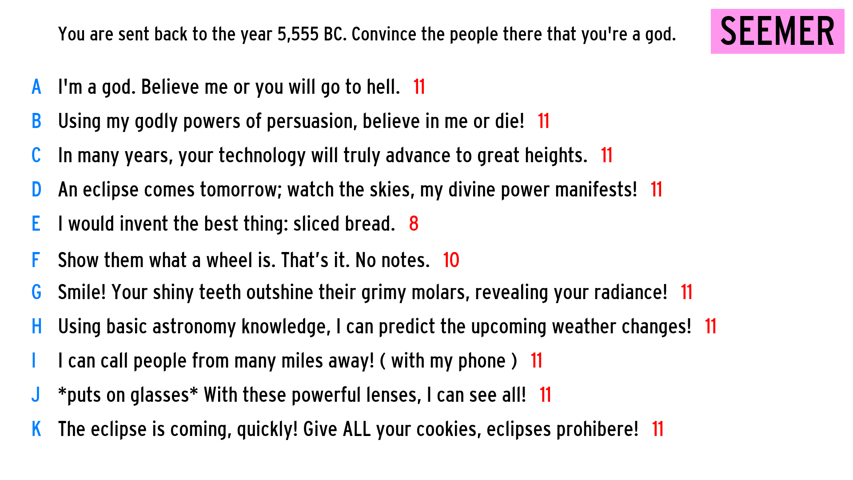 You are sent back to the year 5,555 BC. Convince the people there that you're a god.
SEEMER
A I'm a god. Believe me or you will go to hell. 11
B Using my godly powers of persuasion, believe in me or die! 11
C In many years, your technology will truly advance to great heights. 11
D An eclipse comes tomorrow; watch the skies, my divine power manifests! 11
E I would invent the best thing: sliced bread. 8
F Show them what a wheel is. That’s it. No notes. 10
G Smile! Your shiny teeth outshine their grimy molars, revealing your radiance! 11
H Using basic astronomy knowledge, I can predict the upcoming weather changes! 11
I I can call people from many miles away! ( with my phone ) 11
J *puts on glasses* With these powerful lenses, I can see all! 11
K The eclipse is coming, quickly! Give ALL your cookies, eclipses prohibere! 11